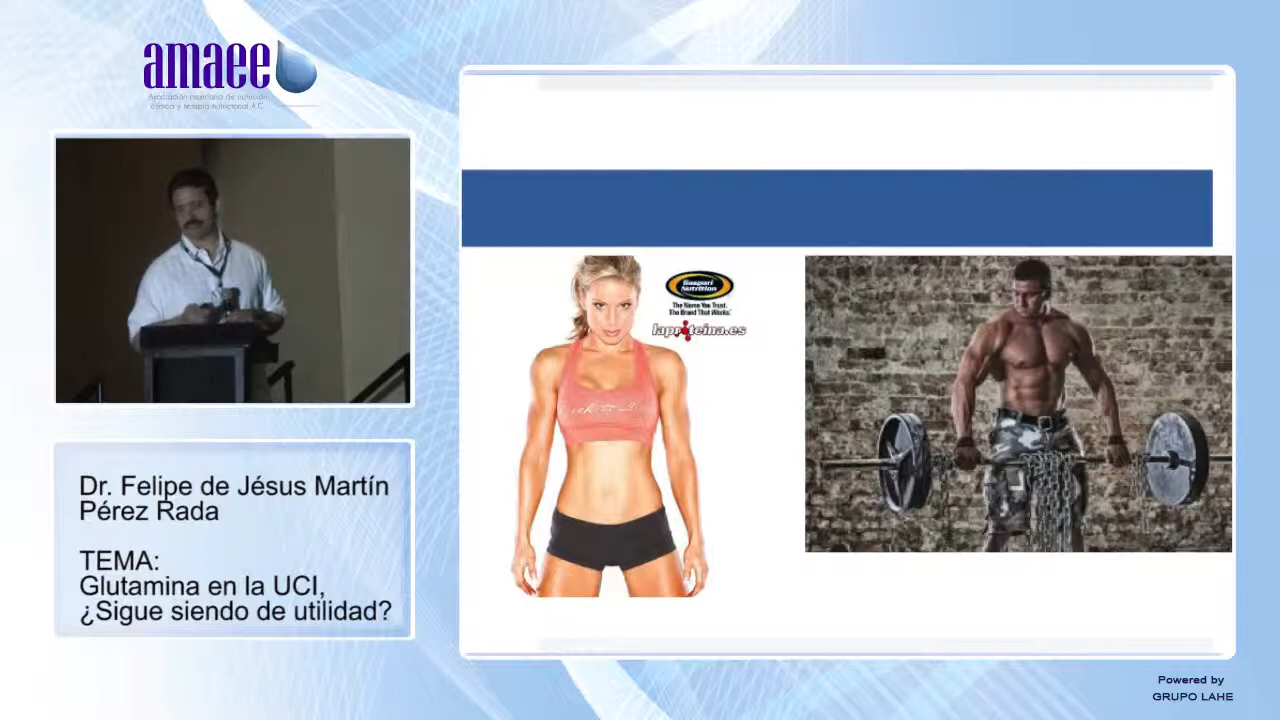 amaee
Asociación mexicana de nutrición
clínica y terapia nutricional A.C.
Dr. Felipe de Jésus Martín
Pérez Rada
TEMA:
Glutamina en la UCI,
¿Sigue siendo de utilidad?
Gaspari
Nutrition
The Name You Trust.
The Brand That Works.
laproteina.es
Powered by
GRUPO LAHE